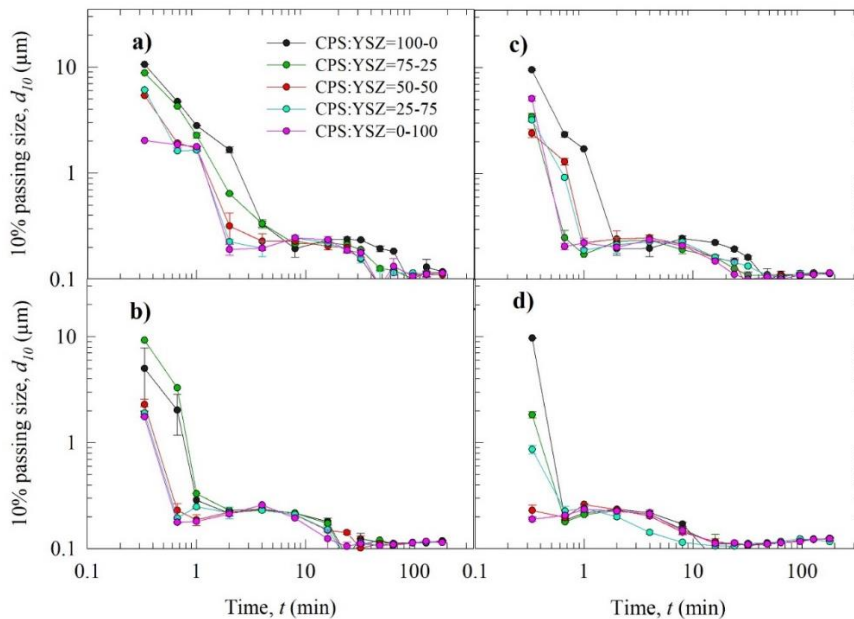 a)
CPS:YSZ=100-0
CPS:YSZ=75-25
CPS:YSZ=50-50
CPS:YSZ=25-75
CPS:YSZ=0-100
10
1
0.1
10% passing size, d10 (μm)
c)
b)
10
1
0.1
10% passing size, d10 (μm)
0.1 1 10 100
Time, t (min)
d)
0.1 1 10 100
Time, t (min)